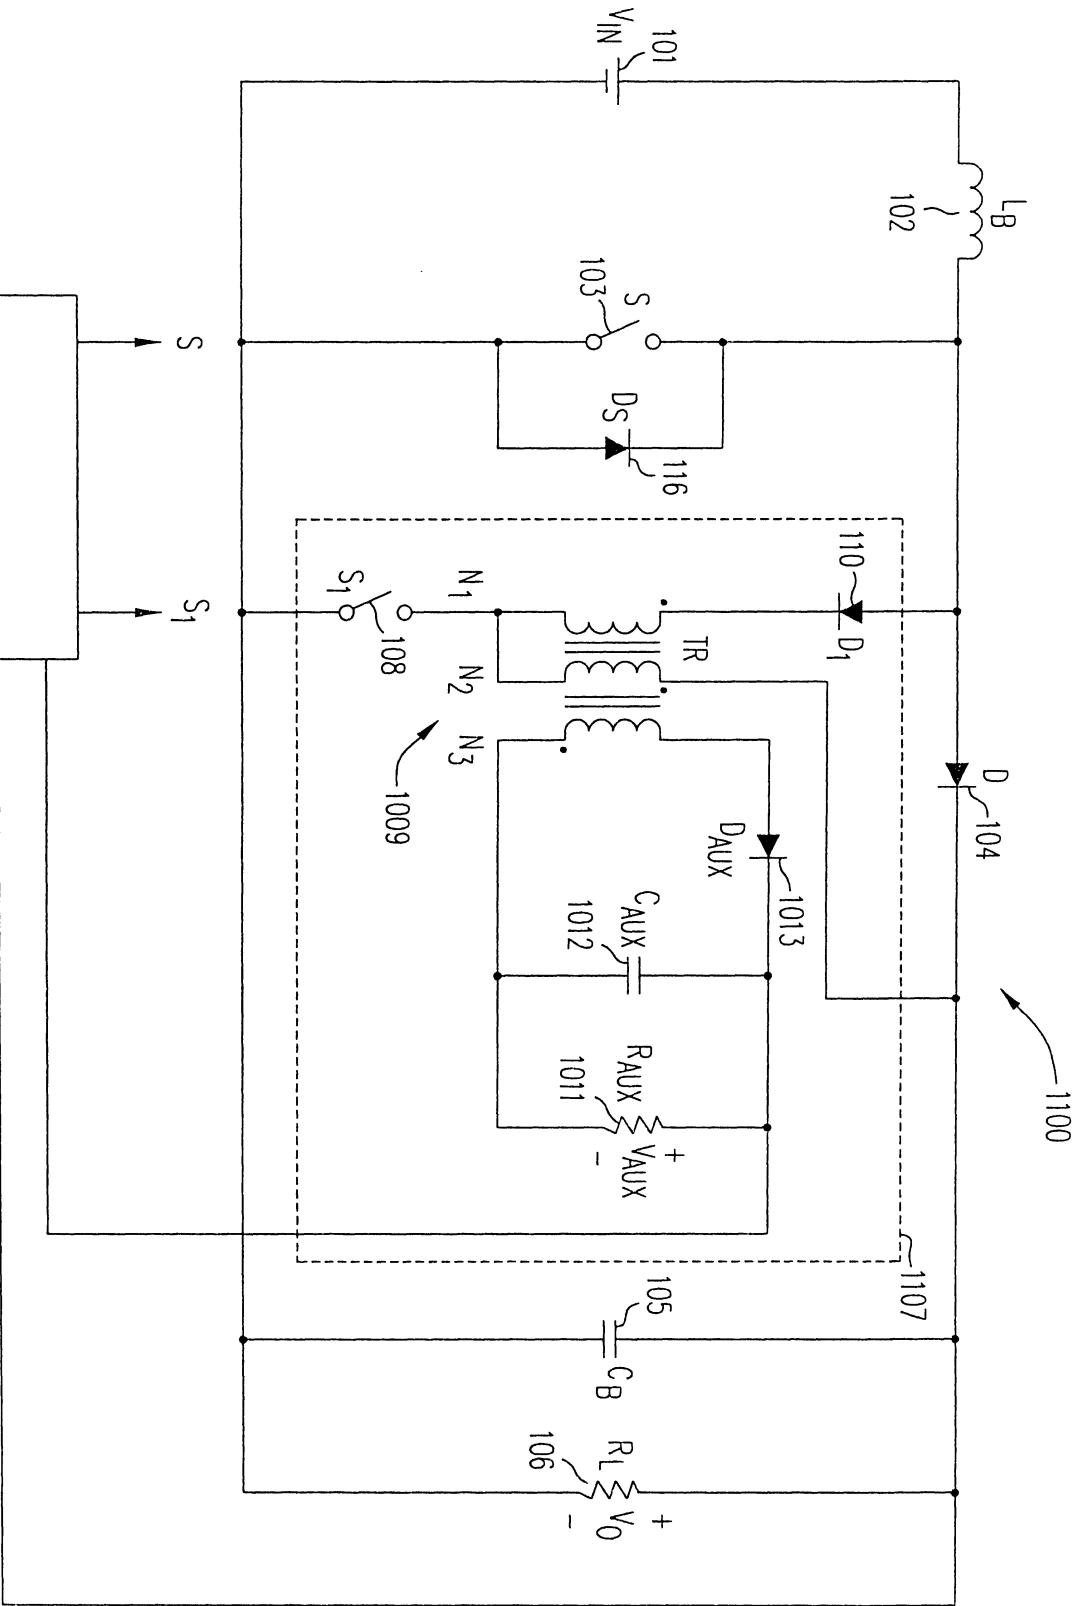 1100
V_IN
101
L_B
102
S
103
D_S
116
110
D_1
D
104
TR
N_1
N_2
N_3
1009
S_1
108
D_AUX
1013
C_AUX
1012
R_AUX
1011
+
V_AUX
-
1107
105
C_B
R_L
106
+
V_O
-
S
S_1